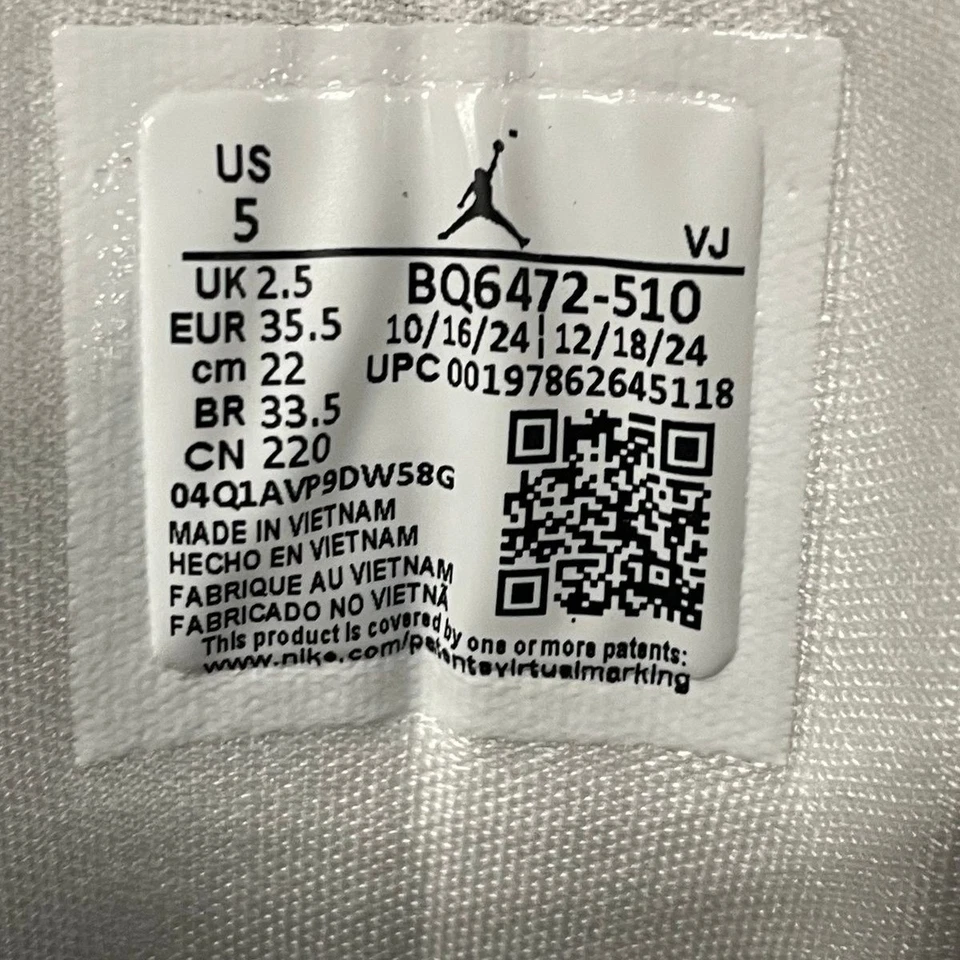 US
5
VJ
UK 2.5
EUR 35.5
cm 22
BR 33.5
CN 220
BQ6472-510
10/16/24 | 12/18/24
UPC 00197862645118
04Q1AVP9DW58G
MADE IN VIETNAM
HECHO EN VIETNAM
FABRIQUE AU VIETNAM
FABRICADO NO VIETNÃ
This product is covered by one or more patents:
www.nike.com/patentsvirtualmarking